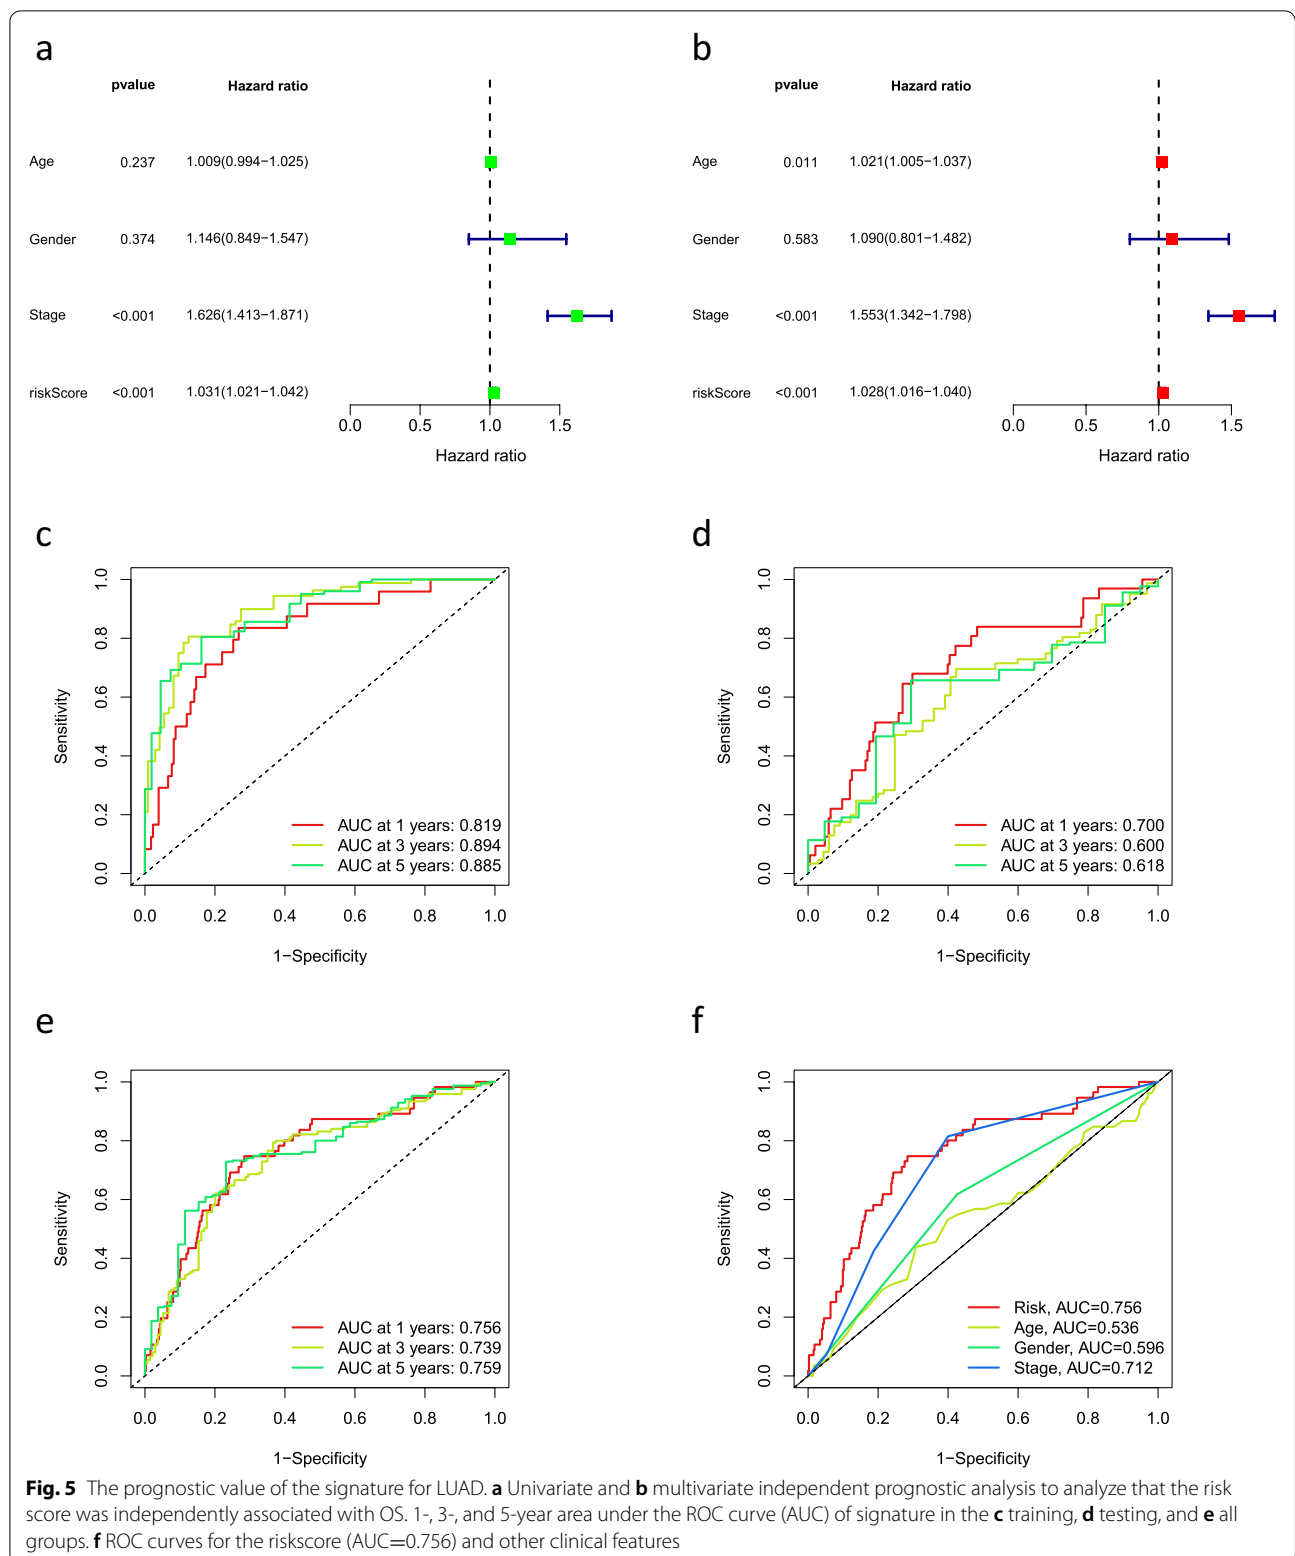 a
pvalue Hazard ratio
Age 0.237 1.009(0.994−1.025)
Gender 0.374 1.146(0.849−1.547)
Stage <0.001 1.626(1.413−1.871)
riskScore <0.001 1.031(1.021−1.042)
0.0 0.5 1.0 1.5
Hazard ratio
b
pvalue Hazard ratio
Age 0.011 1.021(1.005−1.037)
Gender 0.583 1.090(0.801−1.482)
Stage <0.001 1.553(1.342−1.798)
riskScore <0.001 1.028(1.016−1.040)
0.0 0.5 1.0 1.5
Hazard ratio
c
Sensitivity
0.0 0.2 0.4 0.6 0.8 1.0
AUC at 1 years: 0.819
AUC at 3 years: 0.894
AUC at 5 years: 0.885
0.0 0.2 0.4 0.6 0.8 1.0
1−Specificity
d
Sensitivity
0.0 0.2 0.4 0.6 0.8 1.0
AUC at 1 years: 0.700
AUC at 3 years: 0.600
AUC at 5 years: 0.618
0.0 0.2 0.4 0.6 0.8 1.0
1−Specificity
e
Sensitivity
0.0 0.2 0.4 0.6 0.8 1.0
AUC at 1 years: 0.756
AUC at 3 years: 0.739
AUC at 5 years: 0.759
0.0 0.2 0.4 0.6 0.8 1.0
1−Specificity
f
Sensitivity
0.0 0.2 0.4 0.6 0.8 1.0
Risk, AUC=0.756
Age, AUC=0.536
Gender, AUC=0.596
Stage, AUC=0.712
0.0 0.2 0.4 0.6 0.8 1.0
1−Specificity
Fig. 5 The prognostic value of the signature for LUAD. a Univariate and b multivariate independent prognostic analysis to analyze that the risk
score was independently associated with OS. 1-, 3-, and 5-year area under the ROC curve (AUC) of signature in the c training, d testing, and e all
groups. f ROC curves for the riskscore (AUC=0.756) and other clinical features